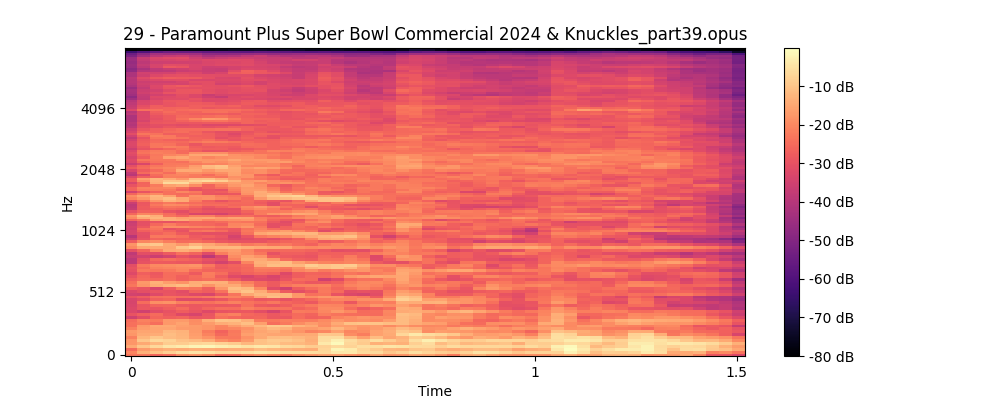 29 - Paramount Plus Super Bowl Commercial 2024 & Knuckles_part39.opus
4096
2048
1024
512
0
Hz
0
0.5
1
1.5
Time
-10 dB
-20 dB
-30 dB
-40 dB
-50 dB
-60 dB
-70 dB
-80 dB